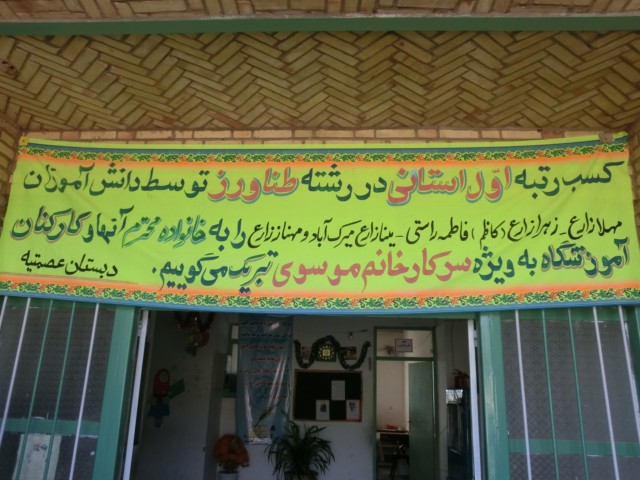 کسب رتبه اوّل استانی در رشته طناورز توسط دانش آموزان
مهلا زارع - زهرا زارع (کاظم) فاطمه راستی - مینا زارع میرک آباد و مهناز زارع را به خانواده محترم آنها و کارکنان
آموزشگاه به ویژه سرکار خانم موسوی تبریک می گوییم. دبستان عصمتیه